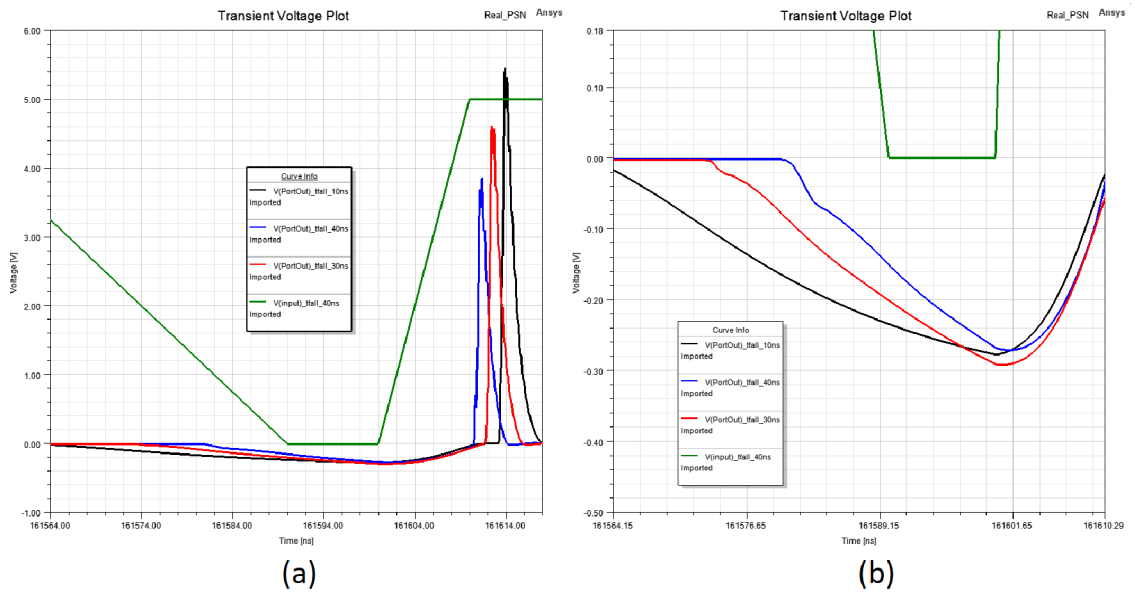 Transient Voltage Plot
Real_PSN
Ansys
6.00
5.00
4.00
3.00
2.00
1.00
0.00
-1.00
Voltage [V]
Curve Info
V(PortOut)_tfall_10ns
Imported
V(PortOut)_tfall_40ns
Imported
V(PortOut)_tfall_30ns
Imported
V(input)_tfall_40ns
Imported
161564.00 161574.00 161584.00 161594.00 161604.00 161614.00
Time [ns]
(a)
Transient Voltage Plot
Real_PSN
Ansys
0.18
0.10
0.00
-0.10
-0.20
-0.30
-0.40
-0.50
Voltage [V]
Curve Info
V(PortOut)_tfall_10ns
Imported
V(PortOut)_tfall_40ns
Imported
V(PortOut)_tfall_30ns
Imported
V(input)_tfall_40ns
Imported
161564.15 161576.65 161589.15 161601.65 161610.29
Time [ns]
(b)